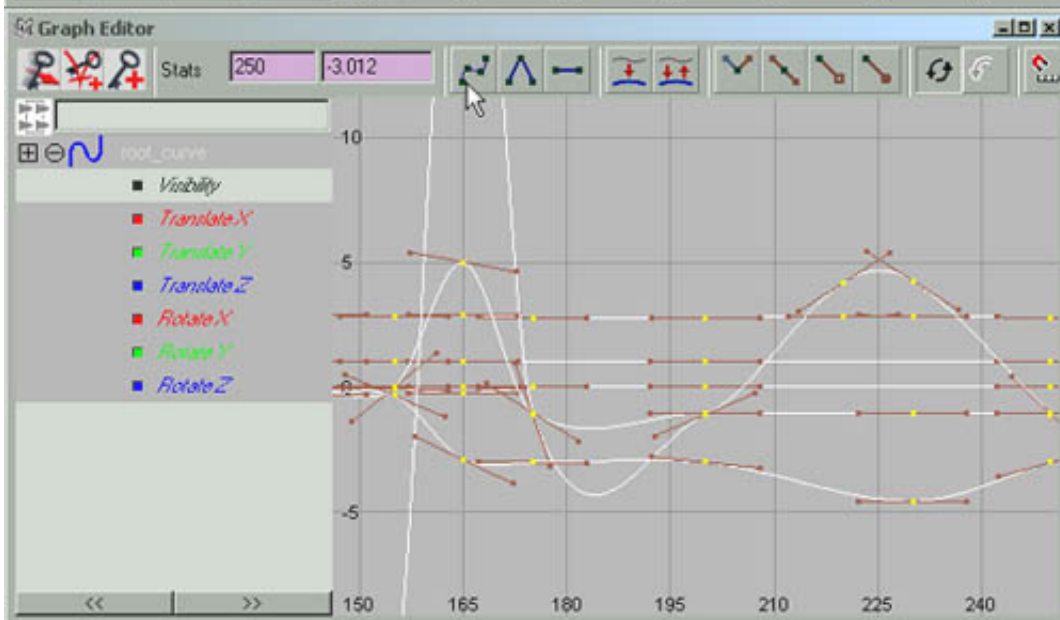 Graph Editor
Stats 250 -3.012
root_curve
Visibility
Translate X
Translate Y
Translate Z
Rotate X
Rotate Y
Rotate Z
10
5
0
-5
<< >>
150 165 180 195 210 225 240